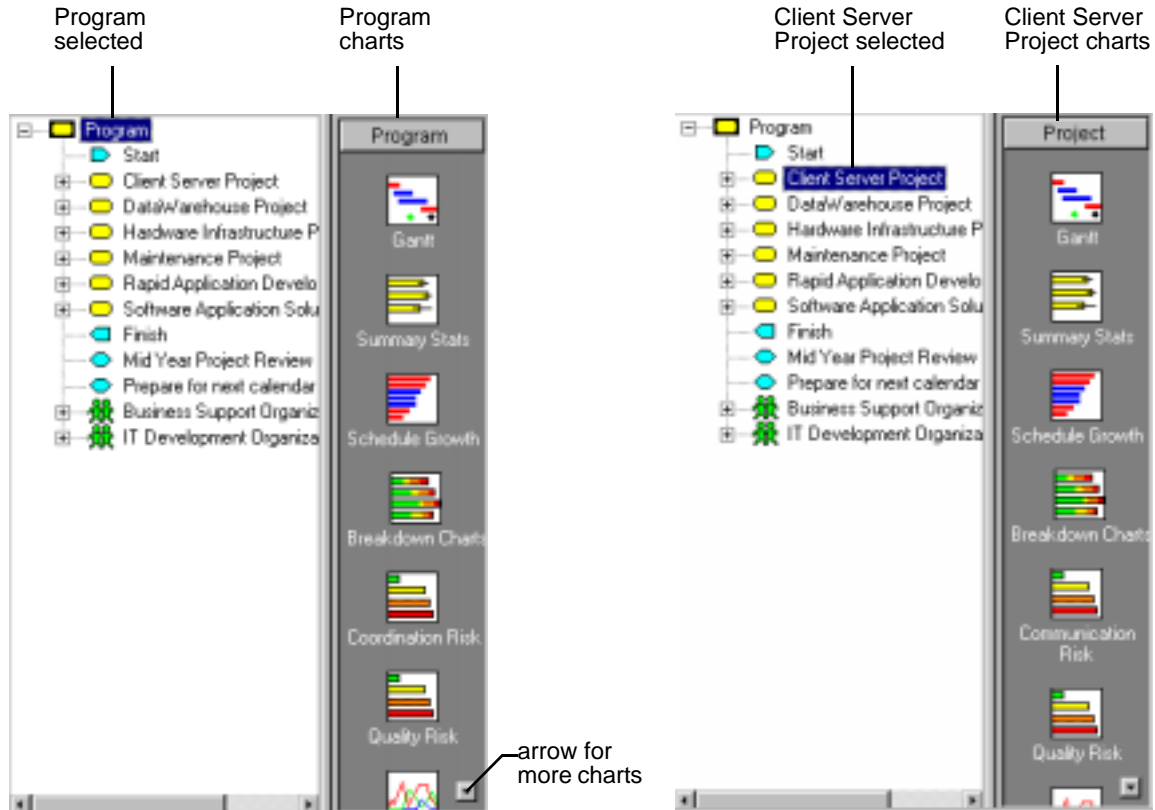 Program
selected
Program
charts
Client Server
Project selected
Client Server
Project charts
Program
Start
Client Server Project
DataWarehouse Project
Hardware Infrastructure P
Maintenance Project
Rapid Application Develo
Software Application Solu
Finish
Mid Year Project Review
Prepare for next calendar
Business Support Organiz
IT Development Organiza
Program
Gantt
Summary Stats
Schedule Growth
Breakdown Charts
Coordination Risk
Quality Risk
arrow for
more charts
Program
Start
Client Server Project
DataWarehouse Project
Hardware Infrastructure P
Maintenance Project
Rapid Application Develo
Software Application Solu
Finish
Mid Year Project Review
Prepare for next calendar
Business Support Organiz
IT Development Organiza
Project
Gantt
Summary Stats
Schedule Growth
Breakdown Charts
Communication
Risk
Quality Risk